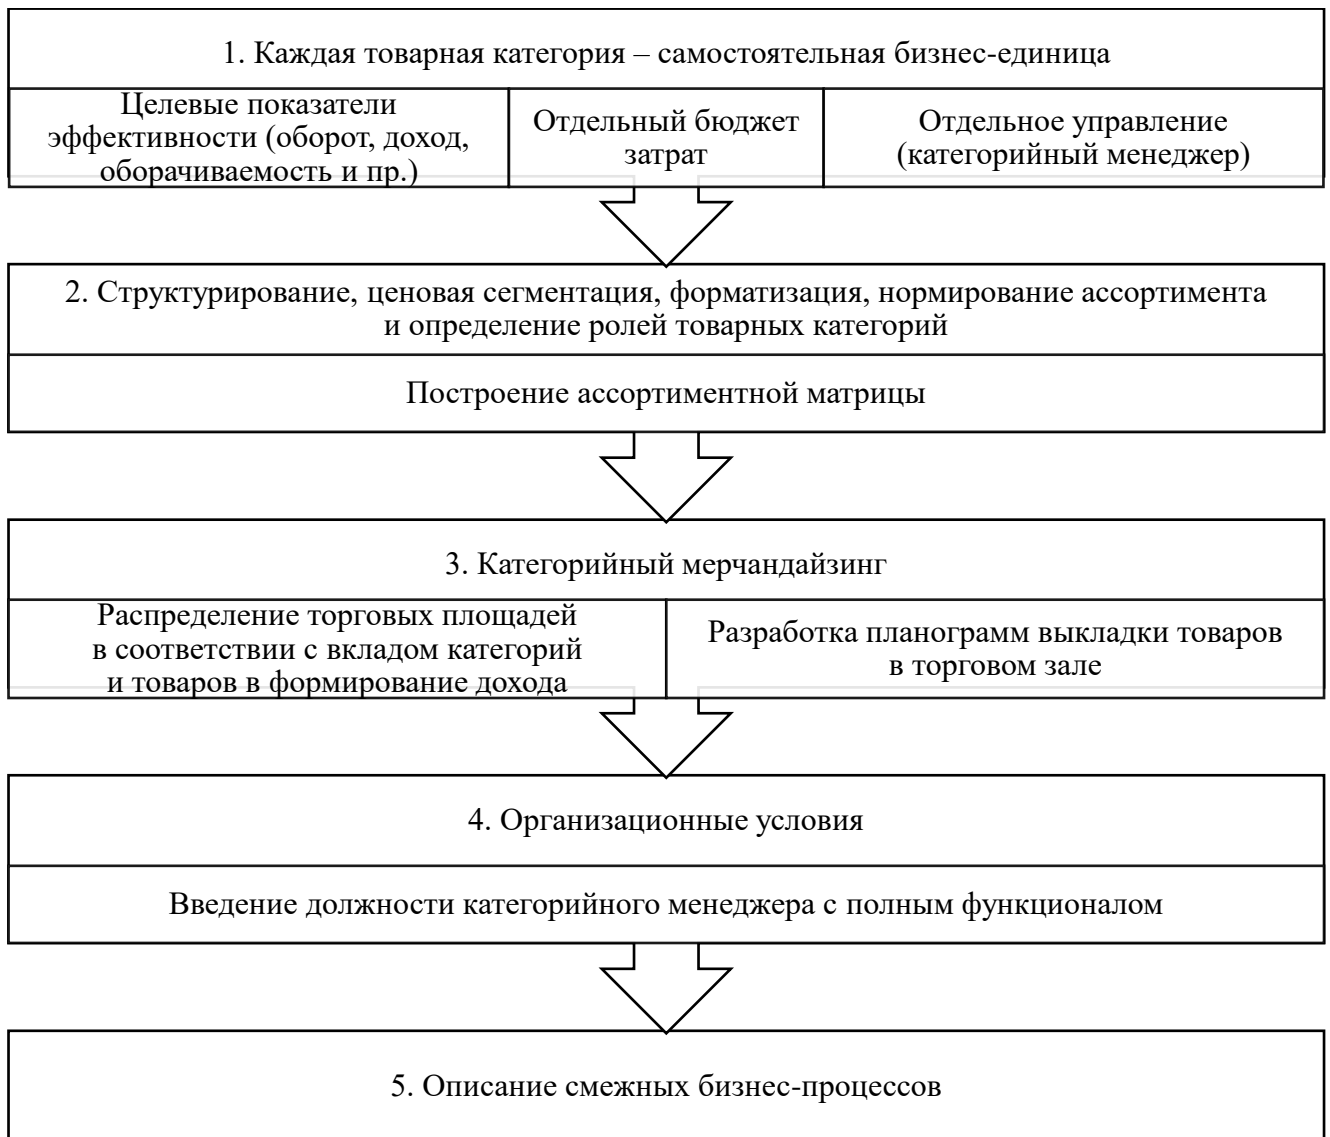 1. Каждая товарная категория – самостоятельная бизнес-единица
Целевые показатели
эффективности (оборот, доход,
оборачиваемость и пр.)
Отдельный бюджет
затрат
Отдельное управление
(категорийный менеджер)
2. Структурирование, ценовая сегментация, форматизация, нормирование ассортимента
и определение ролей товарных категорий
Построение ассортиментной матрицы
3. Категорийный мерчандайзинг
Распределение торговых площадей
в соответствии с вкладом категорий
и товаров в формирование дохода
Разработка планограмм выкладки товаров
в торговом зале
4. Организационные условия
Введение должности категорийного менеджера с полным функционалом
5. Описание смежных бизнес-процессов